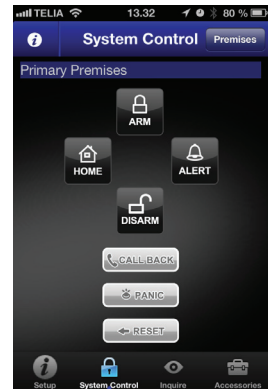 TELIA 13.32 80 %
System Control Premises
Primary Premises
ARM
HOME ALERT
DISARM
CALL BACK
PANIC
RESET
Setup System Control Inquire Accessories